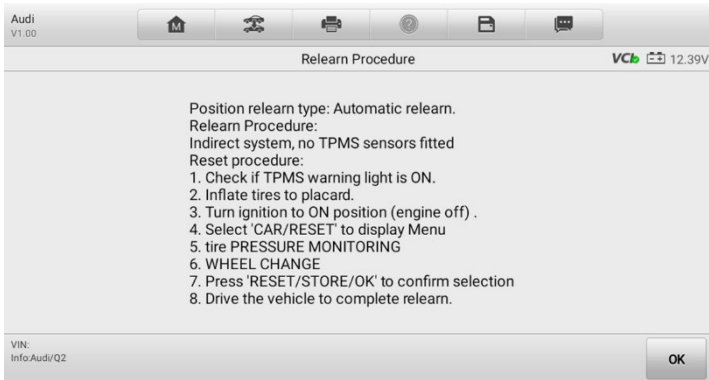 Audi
V1.00
M
Relearn Procedure
VCI 12.39V
Position relearn type: Automatic relearn.
Relearn Procedure:
Indirect system, no TPMS sensors fitted
Reset procedure:
1. Check if TPMS warning light is ON.
2. Inflate tires to placard.
3. Turn ignition to ON position (engine off) .
4. Select 'CAR/RESET' to display Menu
5. tire PRESSURE MONITORING
6. WHEEL CHANGE
7. Press 'RESET/STORE/OK' to confirm selection
8. Drive the vehicle to complete relearn.
VIN:
Info:Audi/Q2
OK